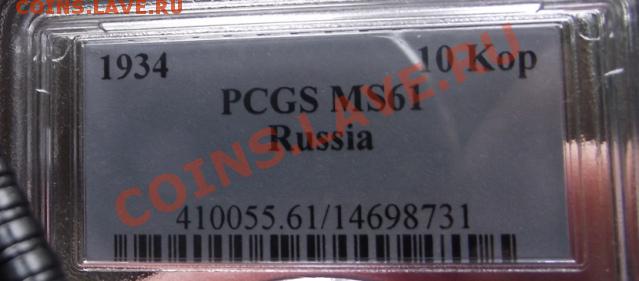 COINS.LAVE.RU
1934 10 Kop
PCGS MS61
Russia
COINS.LAVE.RU
410055.61/14698731